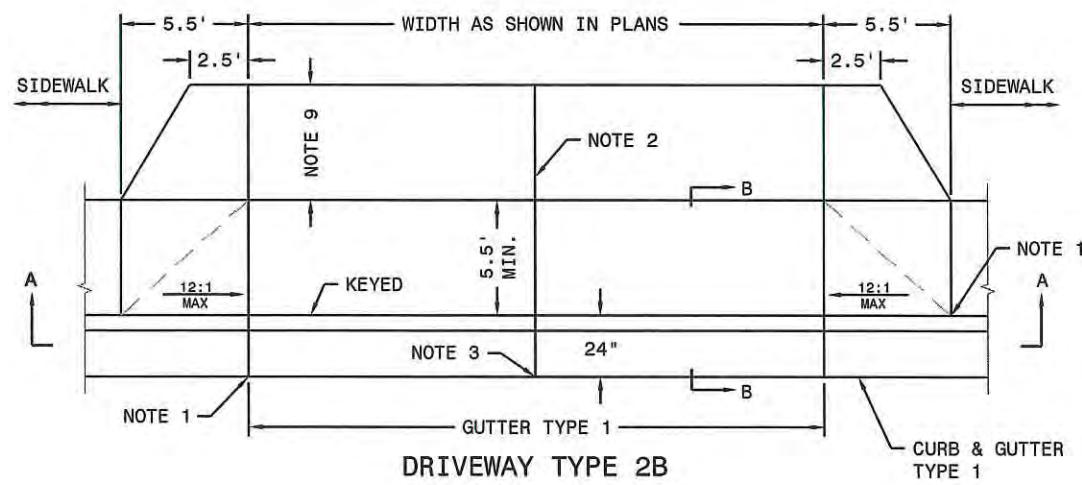 5.5'
WIDTH AS SHOWN IN PLANS
5.5'
2.5'
2.5'
SIDEWALK
SIDEWALK
NOTE 9
NOTE 2
B
5.5'
MIN.
NOTE 1
A
12:1
MAX
KEYED
12:1
MAX
A
NOTE 3
24"
B
NOTE 1
GUTTER TYPE 1
CURB & GUTTER
TYPE 1
DRIVEWAY TYPE 2B